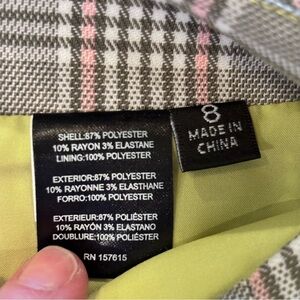 SHELL:87% POLYESTER
10% RAYON 3% ELASTANE
LINING:100% POLYESTER
EXTERIOR:87% POLYESTER
10% RAYONNE 3% ELASTHANE
FORRO:100% POLYESTER
EXTERIEUR:87% POLIÉSTER
10% RAYÓN 3% ELASTANO
DOUBLURE:100% POLIÉSTER
RN 157615
8
MADE IN
CHINA